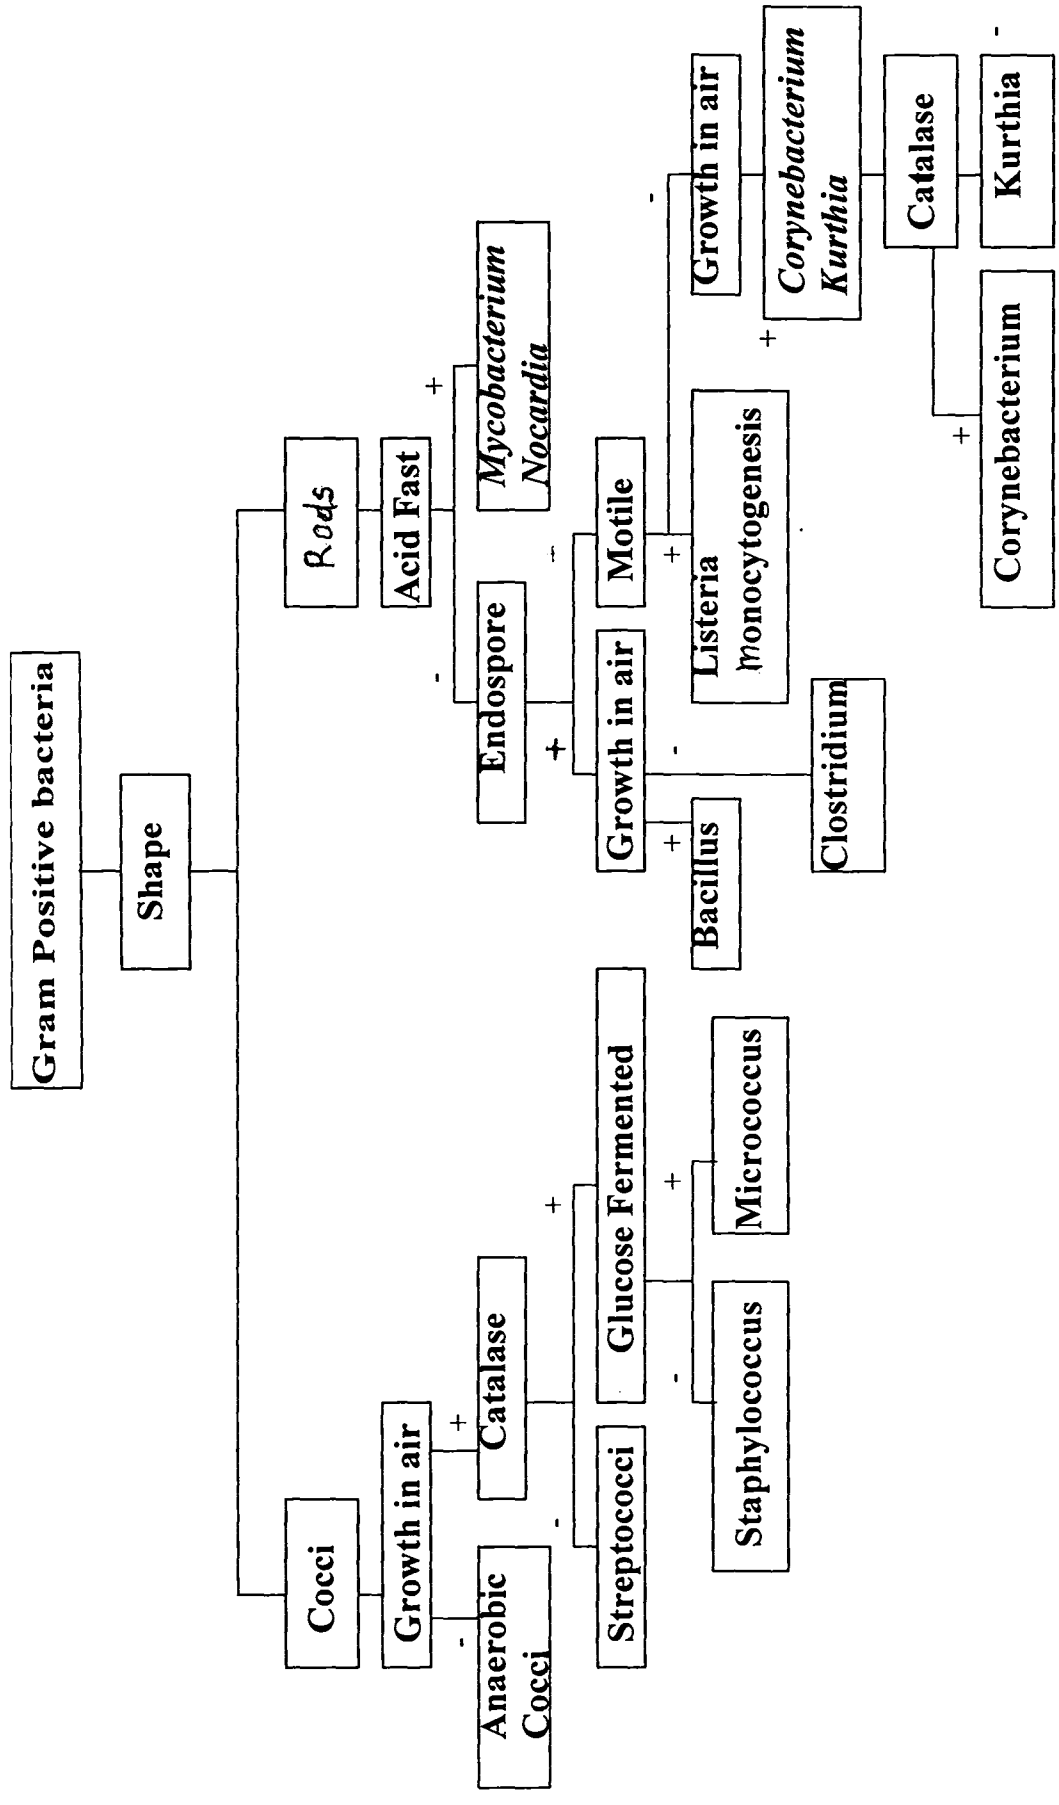 Gram Positive bacteria
Shape
Cocci
Rods
Growth in air
Acid Fast
-
+
-
+
Anaerobic
Cocci
Catalase
Endospore
Mycobacterium
Nocardia
-
+
+
-
Streptococci
Glucose Fermented
Growth in air
Motile
-
+
+
-
+
-
Staphylococcus
Micrococcus
Bacillus
Clostridium
Listeria
monocytogenesis
Growth in air
+
Corynebacterium
Kurthia
Catalase
+
-
Corynebacterium
Kurthia